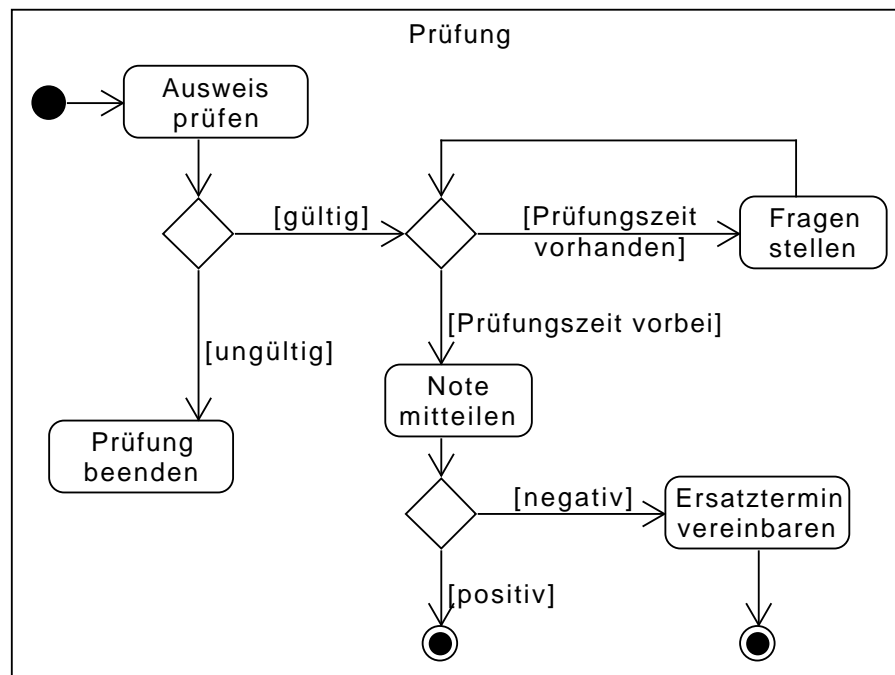 Prüfung
Ausweis
prüfen
[gültig]
[Prüfungszeit
vorhanden]
Fragen
stellen
[ungültig]
[Prüfungszeit vorbei]
Prüfung
beenden
Note
mitteilen
[negativ]
Ersatztermin
vereinbaren
[positiv]